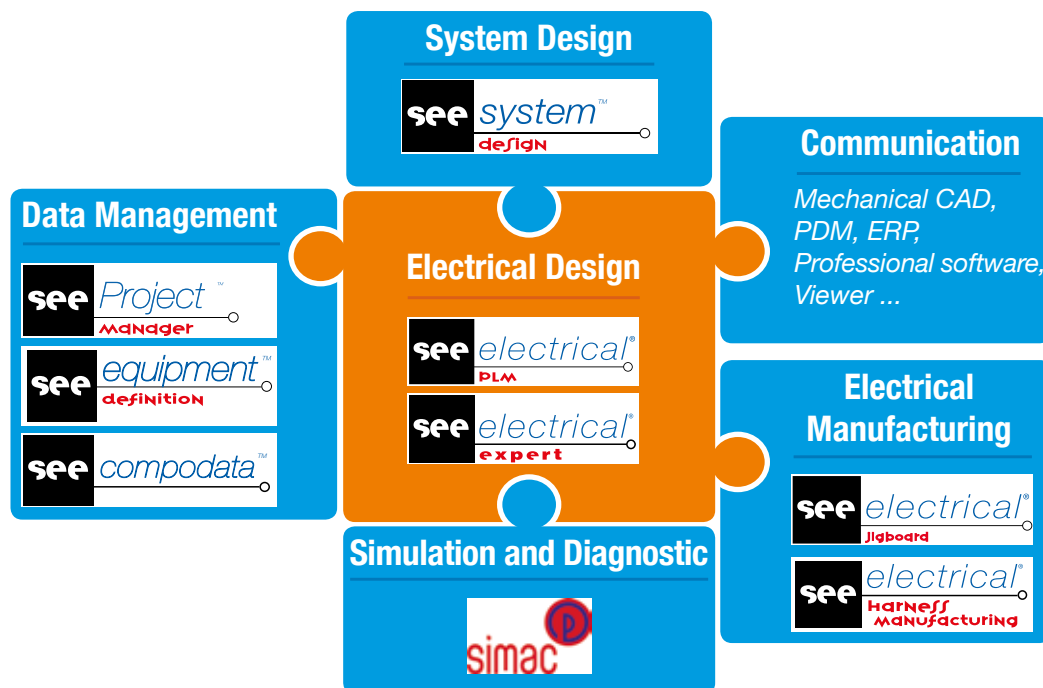 System Design
see system™
design
Communication
Mechanical CAD,
PDM, ERP,
Professional software,
Viewer ...
Data Management
see Project™
manager
see equipment™
definition
see compodata™
Electrical Design
see electrical®
PLM
see electrical®
expert
Electrical
Manufacturing
see electrical®
jigboard
see electrical®
Harness
manufacturing
Simulation and Diagnostic
simac
p